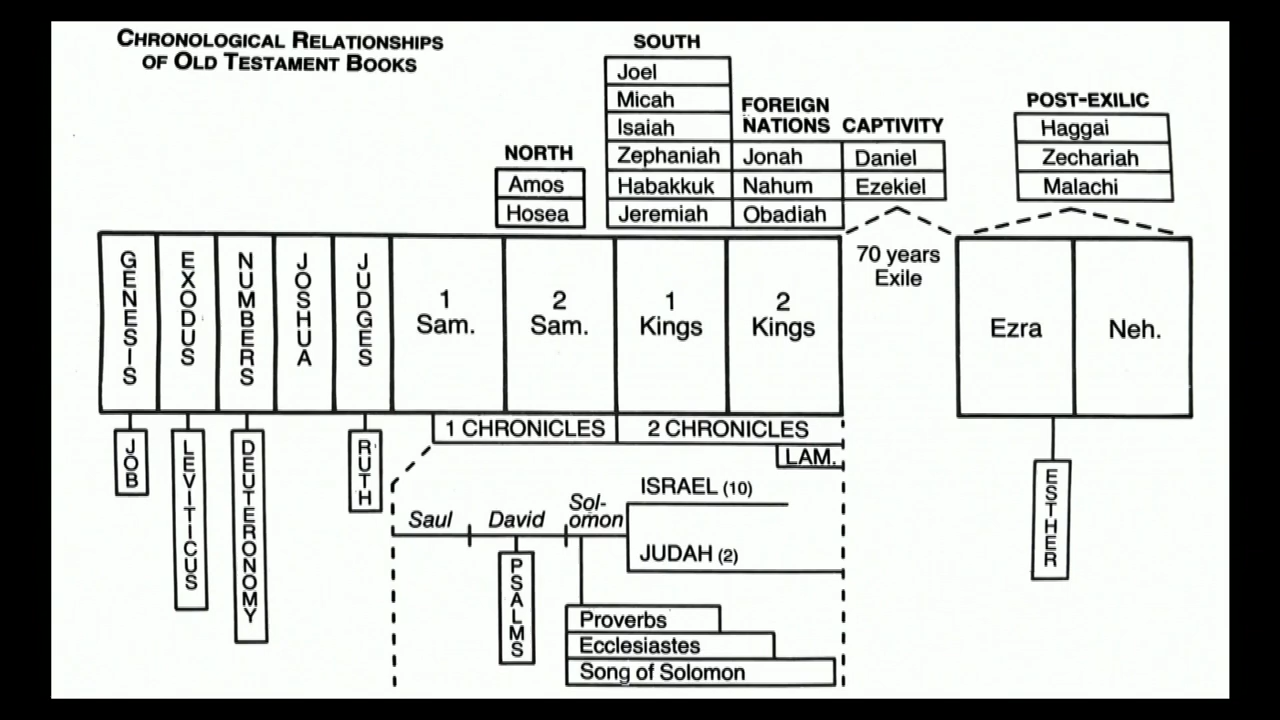 CHRONOLOGICAL RELATIONSHIPS
OF OLD TESTAMENT BOOKS
SOUTH
Joel
Micah
Isaiah
Zephaniah
Habakkuk
Jeremiah
FOREIGN
NATIONS
Jonah
Nahum
Obadiah
CAPTIVITY
Daniel
Ezekiel
POST-EXILIC
Haggai
Zechariah
Malachi
NORTH
Amos
Hosea
GENESIS
EXODUS
NUMBERS
JOSHUA
JUDGES
1
Sam.
2
Sam.
1
Kings
2
Kings
70 years
Exile
Ezra
Neh.
1 CHRONICLES
2 CHRONICLES
LAM.
JOB
LEVITICUS
DEUTERONOMY
RUTH
ESTHER
Saul
David
Sol-
omon
ISRAEL (10)
JUDAH (2)
PSALMS
Proverbs
Ecclesiastes
Song of Solomon